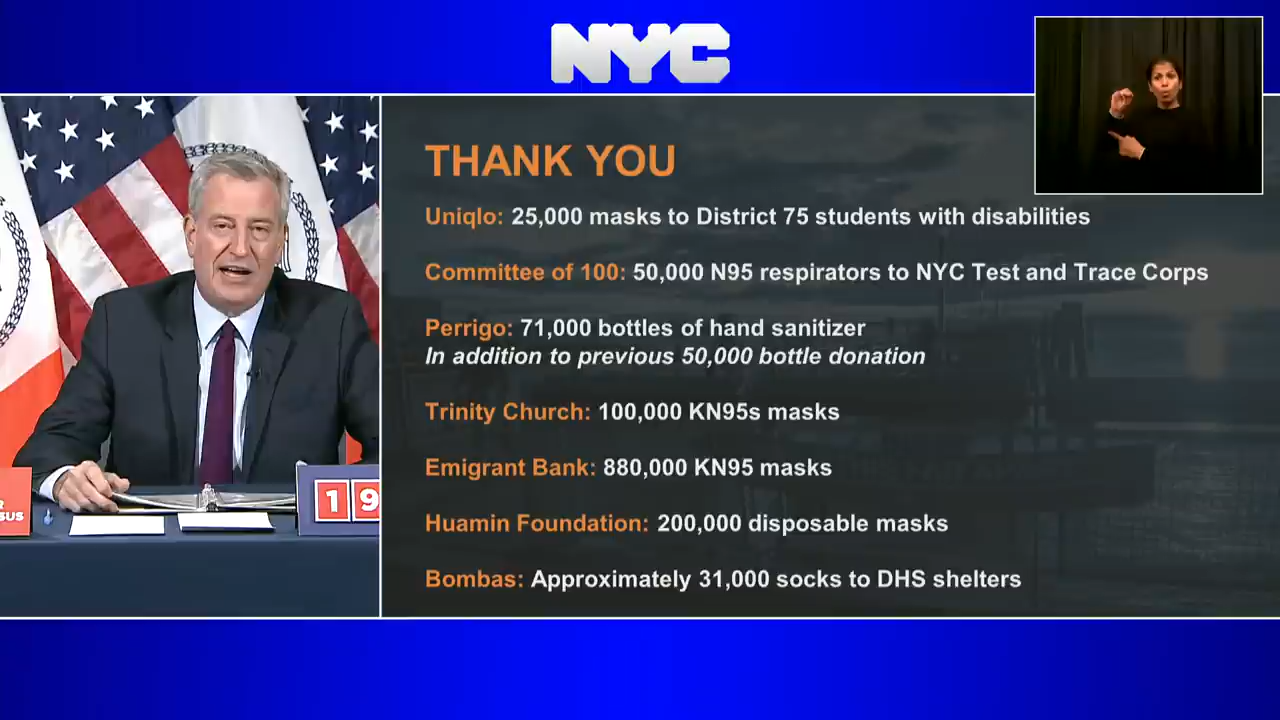 NYC
THANK YOU
Uniqlo: 25,000 masks to District 75 students with disabilities
Committee of 100: 50,000 N95 respirators to NYC Test and Trace Corps
Perrigo: 71,000 bottles of hand sanitizer
In addition to previous 50,000 bottle donation
Trinity Church: 100,000 KN95s masks
Emigrant Bank: 880,000 KN95 masks
Huamin Foundation: 200,000 disposable masks
Bombas: Approximately 31,000 socks to DHS shelters
19